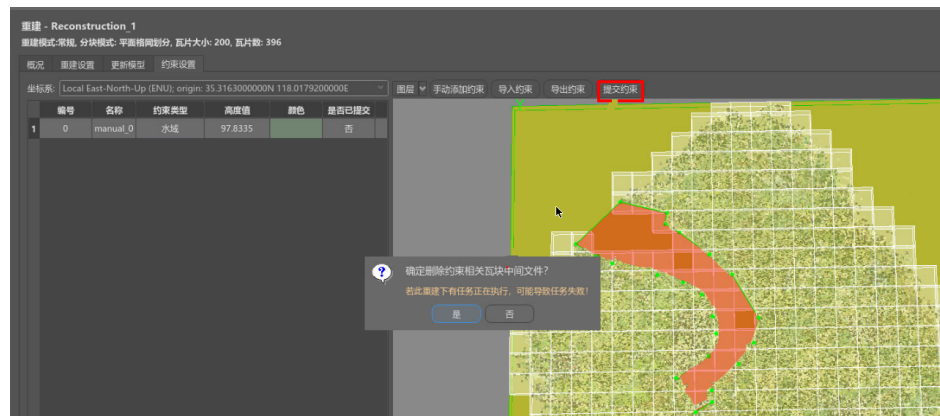 重建 - Reconstruction_1
重建模式:常规, 分块模式: 平面格网划分, 瓦片大小: 200, 瓦片数: 396
概况 重建设置 更新模型 约束设置
坐标系: Local East-North-Up (ENU); origin: 35.3163000000N 118.0179200000E 图层 手动添加约束 导入约束 导出约束 提交约束
编号 名称 约束类型 高度值 颜色 是否已提交
1 0 manual_0 水域 97.8335 否
确定删除约束相关瓦块中间文件?
若此重建下有任务正在执行, 可能导致任务失败!
是 否